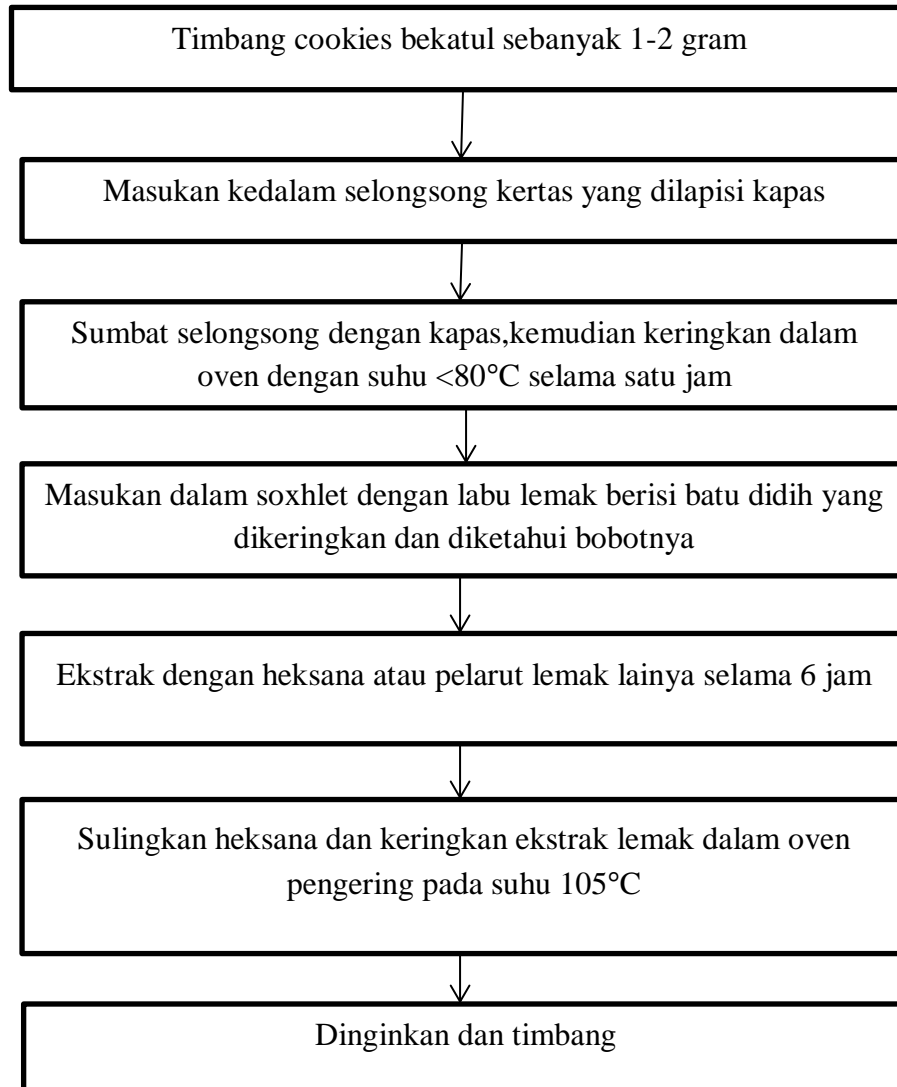 Timbang cookies bekatul sebanyak 1-2 gram
Masukan kedalam selongsong kertas yang dilapisi kapas
Sumbat selongsong dengan kapas,kemudian keringkan dalam
oven dengan suhu <80°C selama satu jam
Masukan dalam soxhlet dengan labu lemak berisi batu didih yang
dikeringkan dan diketahui bobotnya
Ekstrak dengan heksana atau pelarut lemak lainya selama 6 jam
Sulingkan heksana dan keringkan ekstrak lemak dalam oven
pengering pada suhu 105°C
Dinginkan dan timbang